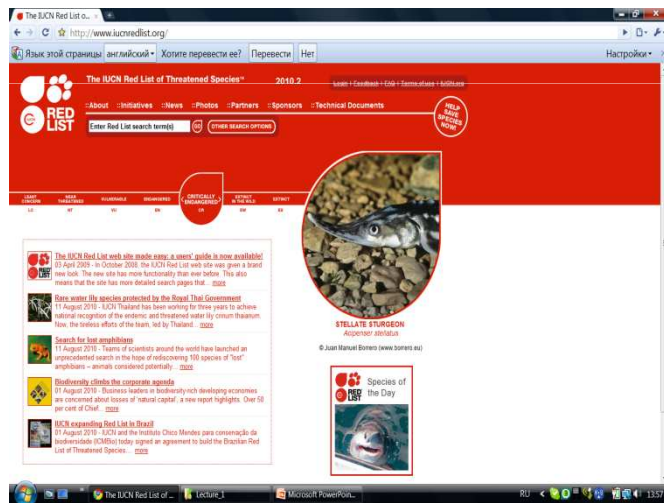 The IUCN Red List o...
http://www.iucnredlist.org/
Язык этой страницы английский Хотите перевести ее? Перевести Нет Настройки
The IUCN Red List of Threatened Species™ 2010.2
Login | Feedback | FAQ | Terms of use | IUCN.org
::About ::Initiatives ::News ::Photos ::Partners ::Sponsors ::Technical Documents
RED
LIST
Enter Red List search term(s) GO OTHER SEARCH OPTIONS
HELP
SAVE
SPECIES
NOW!
LEAST CONCERN NEAR THREATENED VULNERABLE ENDANGERED CRITICALLY ENDANGERED EXTINCT IN THE WILD EXTINCT
LC NT VU EN CR EW EX
The IUCN Red List web site made easy: a users' guide is now available!
03 April 2009 - In October 2008, the IUCN Red List web site was given a brand
new look. The new site has more functionality than ever before. This also
means that the site has more detailed search pages that... more
Rare water lily species protected by the Royal Thai Government
11 August 2010 - IUCN Thailand has been working for three years to achieve
national recognition of the endemic and threatened water lily crinum thaianum.
Now, the tireless efforts of the team, led by Thailand... more
Search for lost amphibians
11 August 2010 - Teams of scientists around the world have launched an
unprecedented search in the hope of rediscovering 100 species of "lost"
amphibians – animals considered potentially... more
Biodiversity climbs the corporate agenda
01 August 2010 - Business leaders in biodiversity-rich developing economies
are concerned about losses of 'natural capital', a new report highlights. Over 50
per cent of Chief... more
IUCN expanding Red List in Brazil
01 August 2010 - IUCN and the Instituto Chico Mendes para conservação da
biodiversidade (ICMBio) today signed an agreement to build the Brazilian Red
List of Threatened Species... more
STELLATE STURGEON
Acipenser stellatus
© Juan Manuel Borrero (www.borrero.eu)
RED
LIST
Species of
the Day
The IUCN Red List of ... Lecture_1 Microsoft PowerPoin... RU 13:57